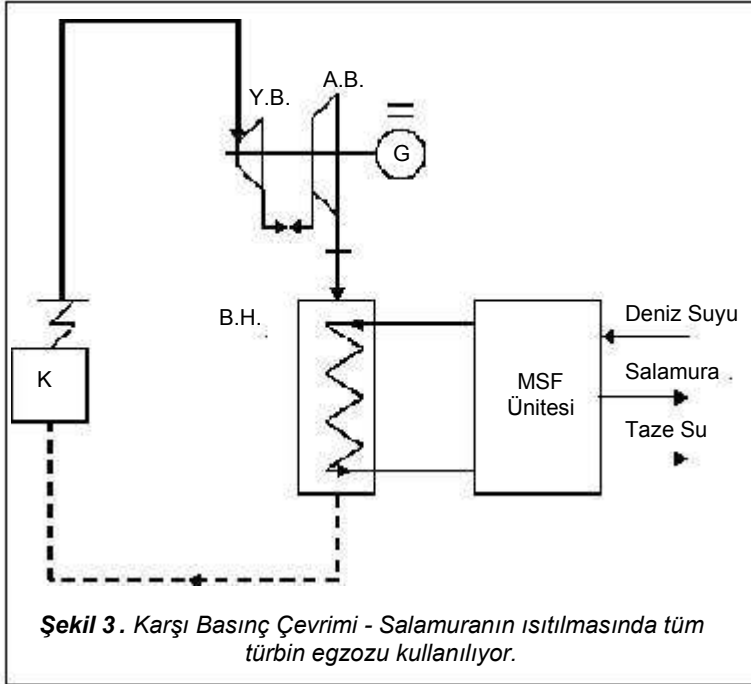 A.B.
Y.B.
G
B.H.
K
MSF
Ünitesi
Deniz Suyu
Salamura
Taze Su
Şekil 3. Karşı Basınç Çevrimi - Salamuranın ısıtılmasında tüm
türbin egzozu kullanılıyor.